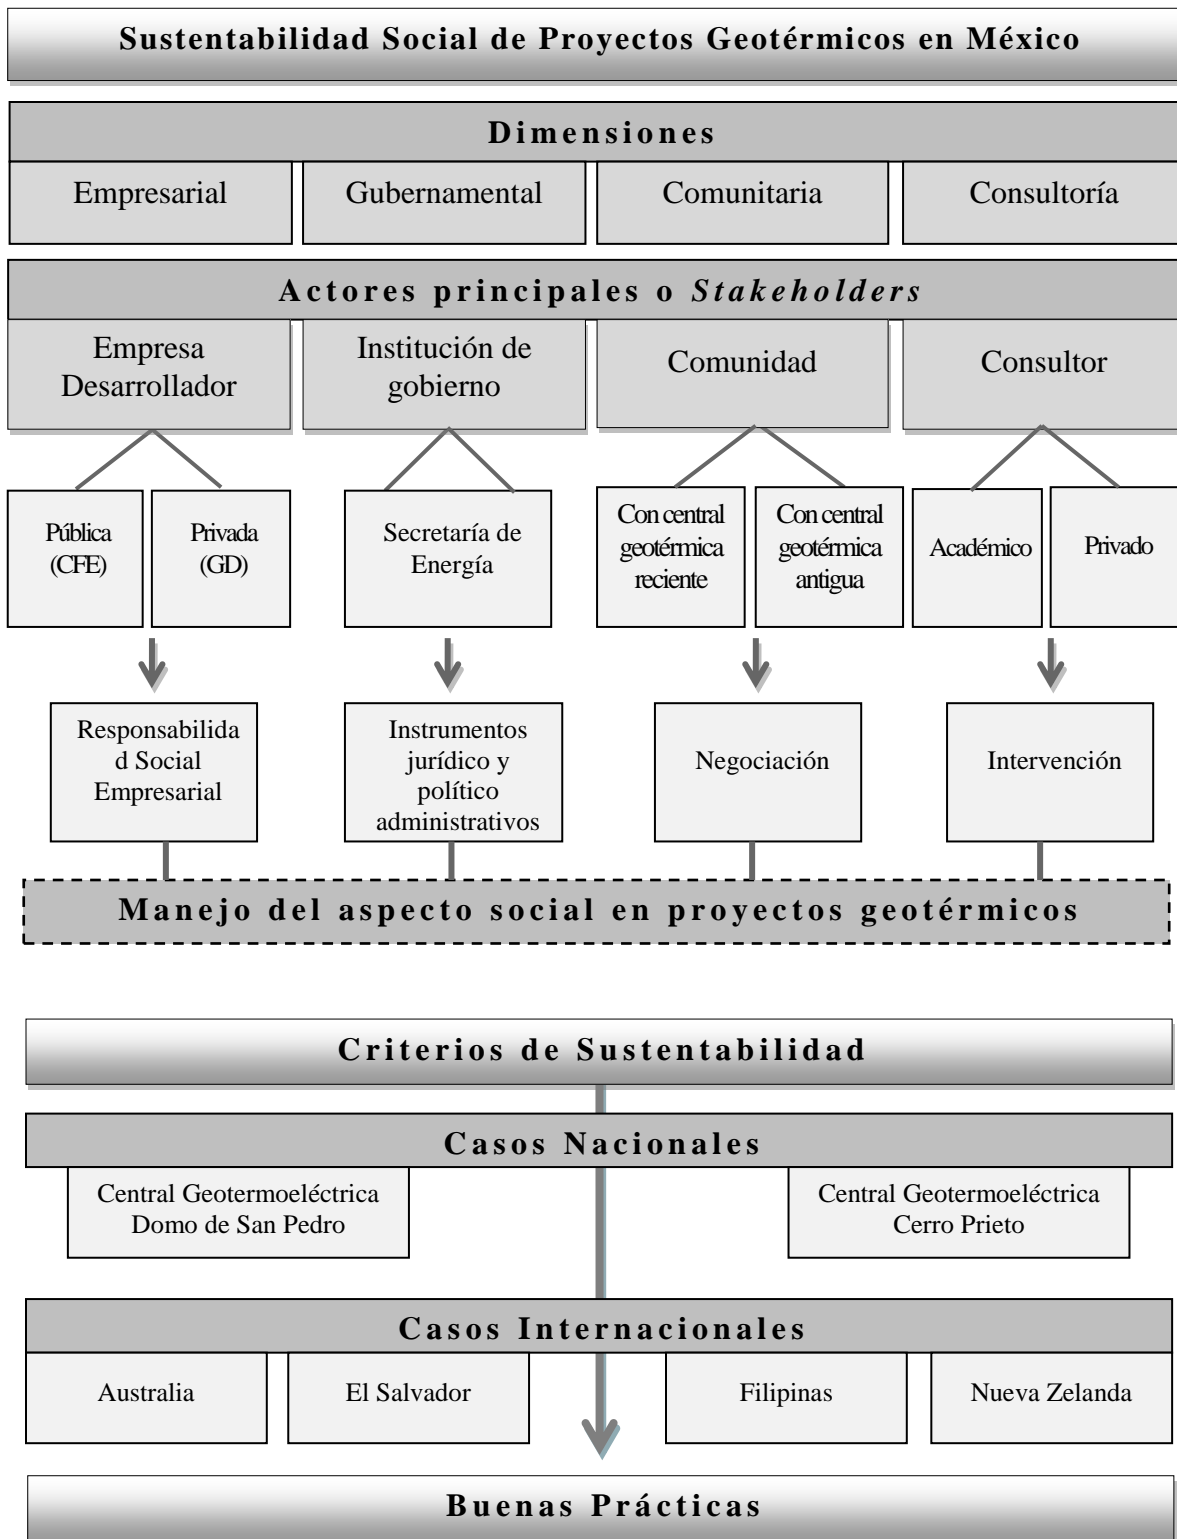 Sustentabilidad Social de Proyectos Geotérmicos en México
Dimensiones
Empresarial
Gubernamental
Comunitaria
Consultoría
Actores principales o Stakeholders
Empresa
Desarrollador
Institución de
gobierno
Comunidad
Consultor
Pública
(CFE)
Privada
(GD)
Secretaría de
Energía
Con central
geotérmica
reciente
Con central
geotérmica
antigua
Académico
Privado
Responsabilida
d Social
Empresarial
Instrumentos
jurídico y
político
administrativos
Negociación
Intervención
Manejo del aspecto social en proyectos geotérmicos
Criterios de Sustentabilidad
Casos Nacionales
Central Geotermoeléctrica
Domo de San Pedro
Central Geotermoeléctrica
Cerro Prieto
Casos Internacionales
Australia
El Salvador
Filipinas
Nueva Zelanda
Buenas Prácticas